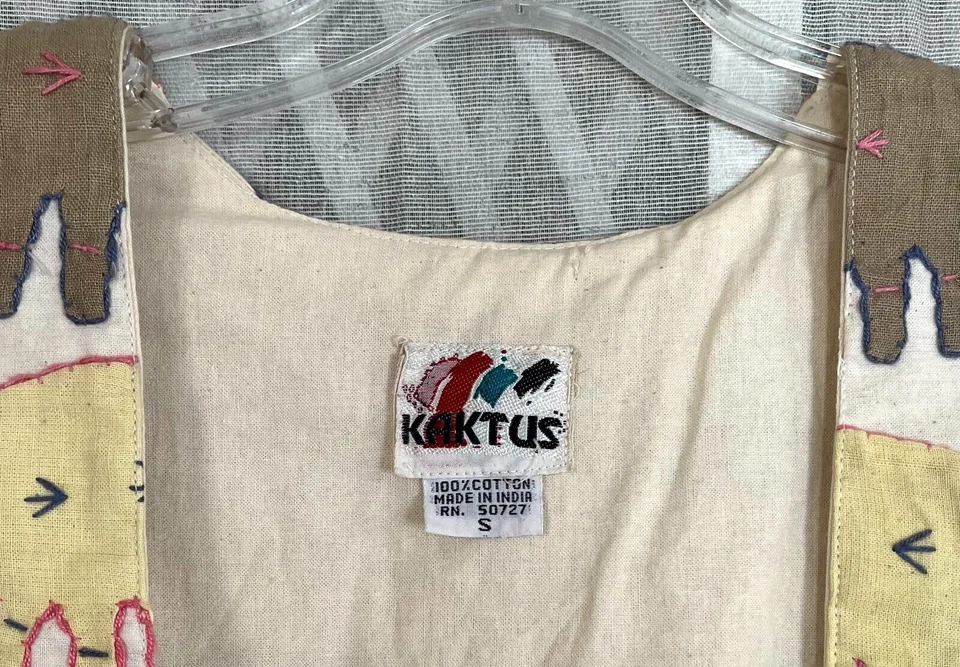 KAKTUS
100%COTTON
MADE IN INDIA
RN. 50727
S